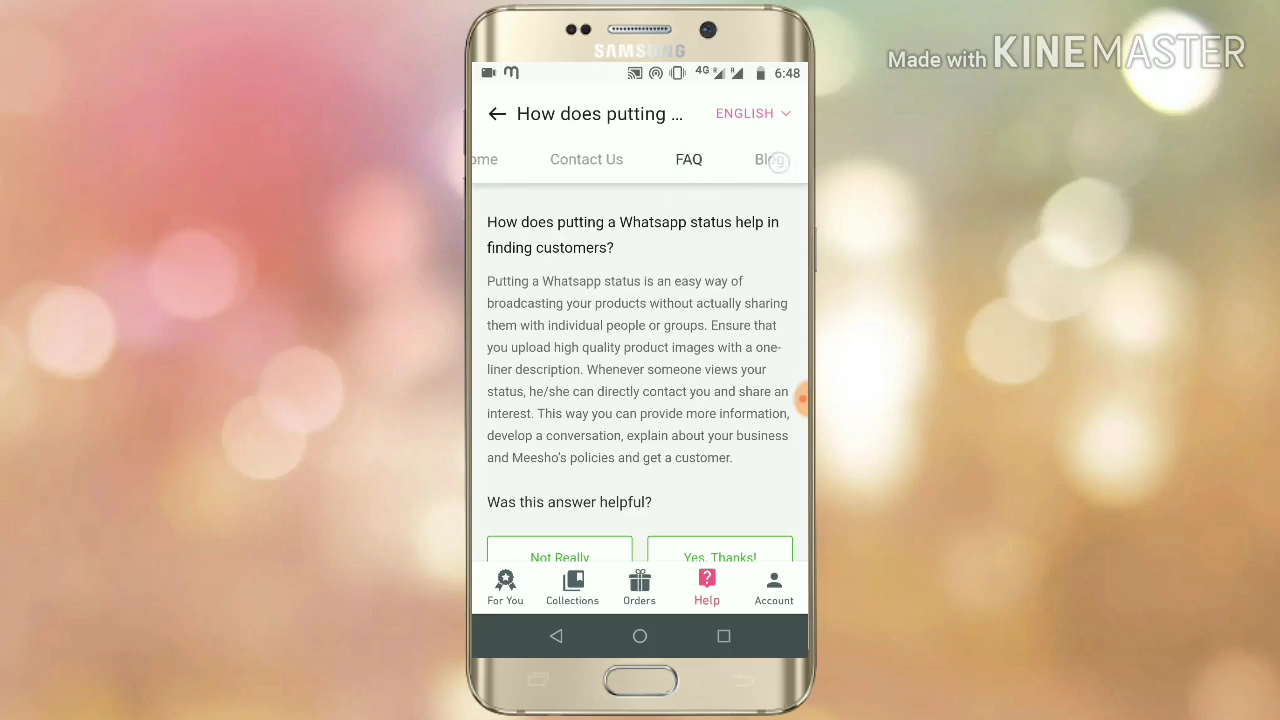 Made with KINEMASTER
SAMSUNG
4G R R 6:48
How does putting ... ENGLISH
ome Contact Us FAQ Blog
How does putting a Whatsapp status help in
finding customers?
Putting a Whatsapp status is an easy way of
broadcasting your products without actually sharing
them with individual people or groups. Ensure that
you upload high quality product images with a one-
liner description. Whenever someone views your
status, he/she can directly contact you and share an
interest. This way you can provide more information,
develop a conversation, explain about your business
and Meesho's policies and get a customer.
Was this answer helpful?
Not Really Yes, Thanks!
For You Collections Orders Help Account